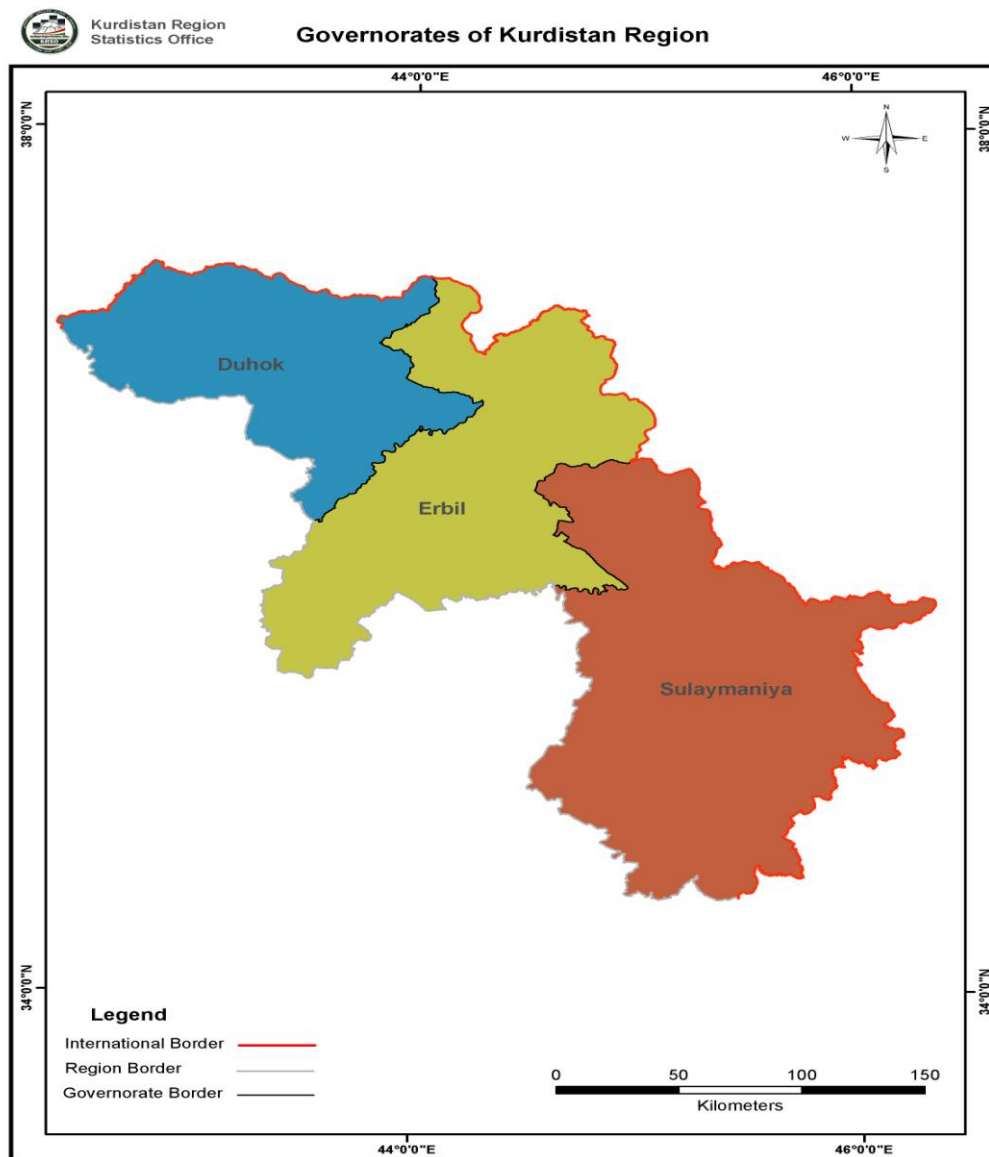 Kurdistan Region
Statistics Office
Governorates of Kurdistan Region
44°0'0"E
46°0'0"E
38°0'0"N
38°0'0"N
N
W
E
S
Duhok
Erbil
Sulaymaniya
34°0'0"N
34°0'0"N
Legend
International Border
Region Border
Governorate Border
0 50 100 150
Kilometers
44°0'0"E
46°0'0"E